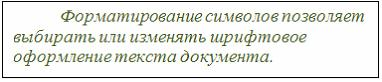 Форматирование символов позволяет
выбирать или изменять шрифтовое
оформление текста документа.